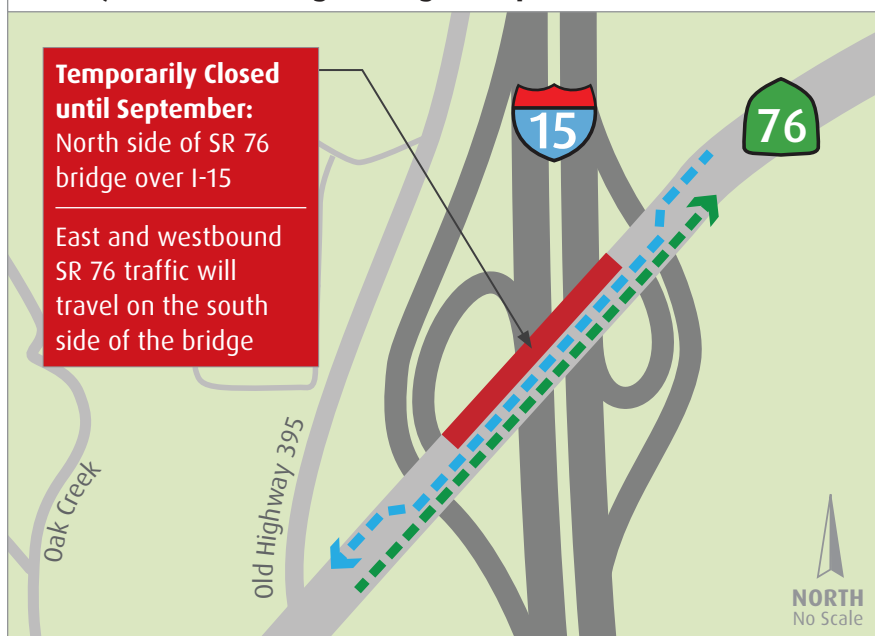 Temporarily Closed
until September:
North side of SR 76
bridge over I-15
East and westbound
SR 76 traffic will
travel on the south
side of the bridge
15
76
Oak Creek
Old Highway 395
NORTH
No Scale